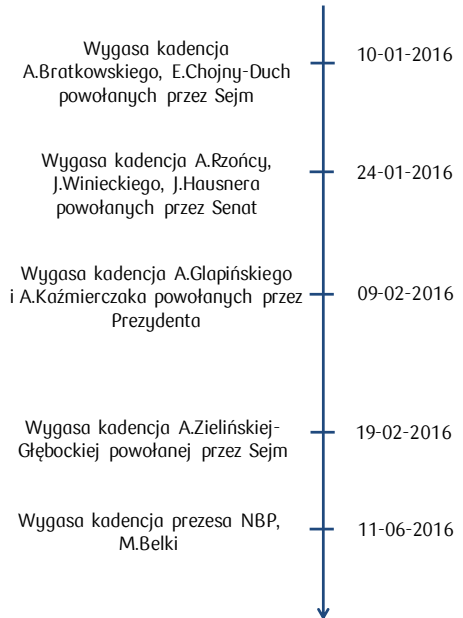 Wygasa kadencja
A.Bratkowskiego, E.Chojny-Duch
powołanych przez Sejm
10-01-2016
Wygasa kadencja A.Rzońcy,
J.Winieckiego, J.Hausnera
powołanych przez Senat
24-01-2016
Wygasa kadencja A.Glapińskiego
i A.Kaźmierczaka powołanych przez
Prezydenta
09-02-2016
Wygasa kadencja A.Zielińskiej-
Głębockiej powołanej przez Sejm
19-02-2016
Wygasa kadencja prezesa NBP,
M.Belki
11-06-2016